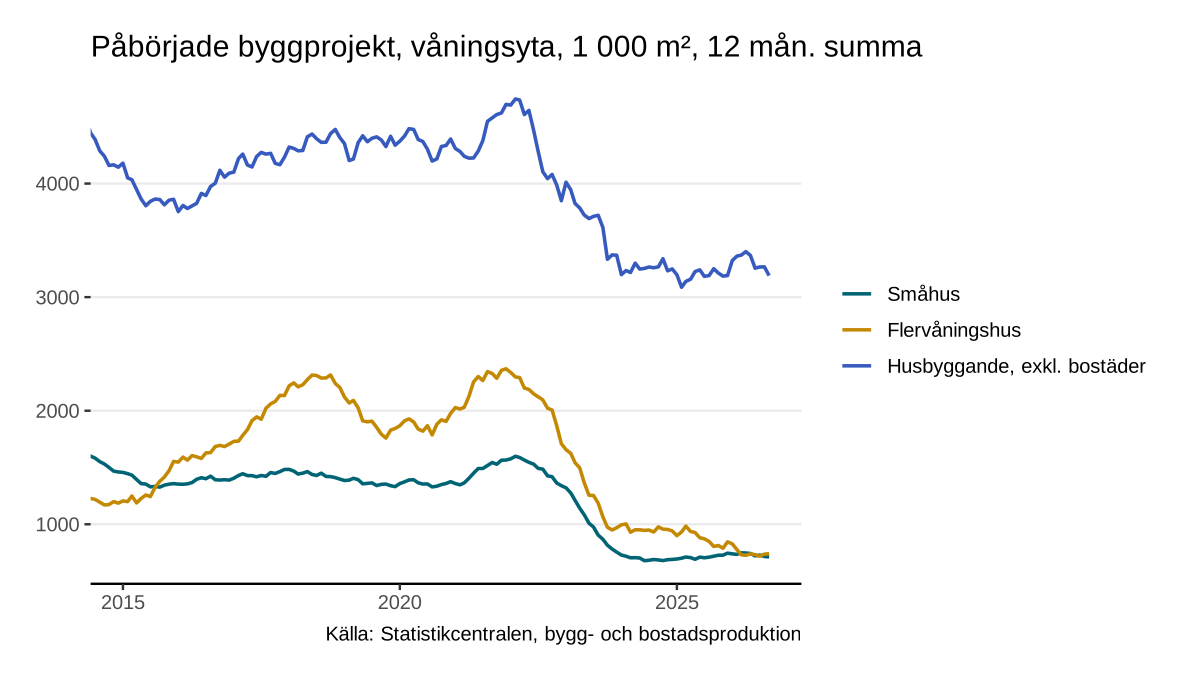 Påbörjade byggprojekt, våningsyta, 1 000 m², 12 mån. summa
4000
3000
2000
1000
2015 2020 2025
Småhus
Flervåningshus
Husbyggande, exkl. bostäder
Källa: Statistikcentralen, bygg- och bostadsproduktion